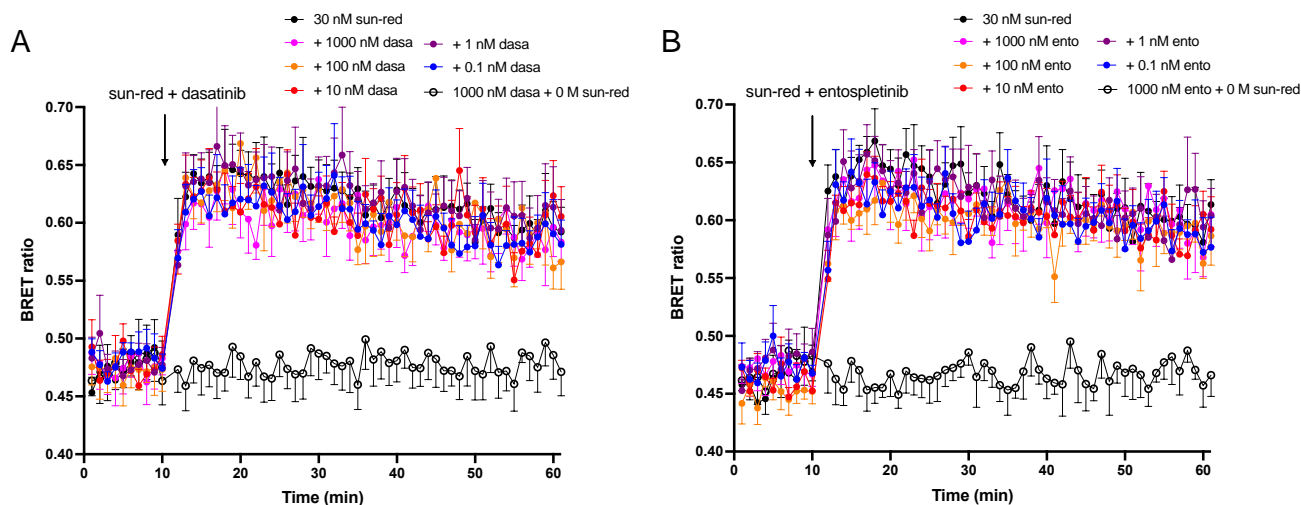 A
30 nM sun-red
+ 1000 nM dasa
+ 1 nM dasa
+ 100 nM dasa
+ 0.1 nM dasa
+ 10 nM dasa
1000 nM dasa + 0 M sun-red
sun-red + dasatinib
0.70
0.65
0.60
0.55
0.50
0.45
0.40
BRET ratio
0
10
20
30
40
50
60
Time (min)
B
30 nM sun-red
+ 1000 nM ento
+ 1 nM ento
+ 100 nM ento
+ 0.1 nM ento
+ 10 nM ento
1000 nM ento + 0 M sun-red
sun-red + entospletinib
0.70
0.65
0.60
0.55
0.50
0.45
0.40
BRET ratio
0
10
20
30
40
50
60
Time (min)